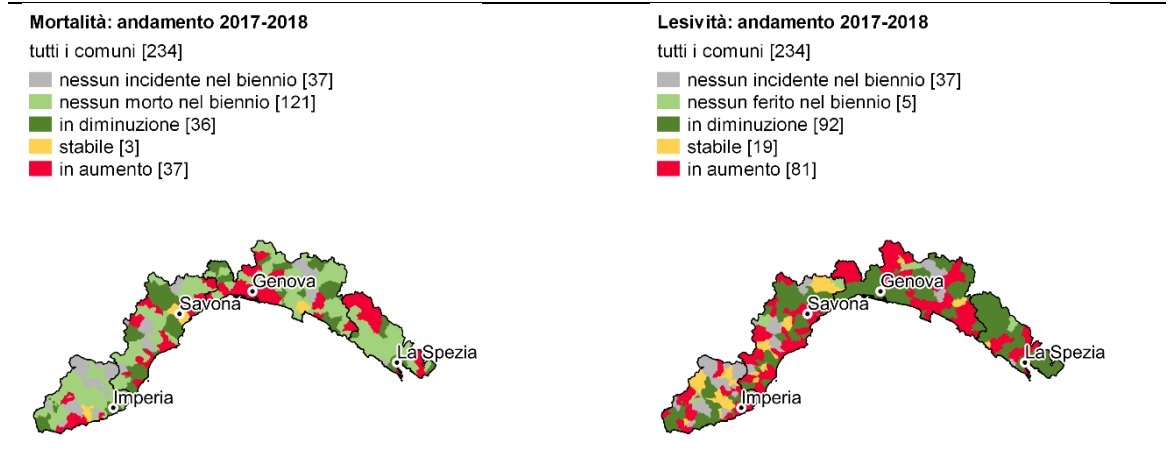 Mortalità: andamento 2017-2018
tutti i comuni [234]
nessun incidente nel biennio [37]
nessun morto nel biennio [121]
in diminuzione [36]
stabile [3]
in aumento [37]
Genova
Savona
La Spezia
Imperia
Lesività: andamento 2017-2018
tutti i comuni [234]
nessun incidente nel biennio [37]
nessun ferito nel biennio [5]
in diminuzione [92]
stabile [19]
in aumento [81]
Genova
Savona
La Spezia
Imperia